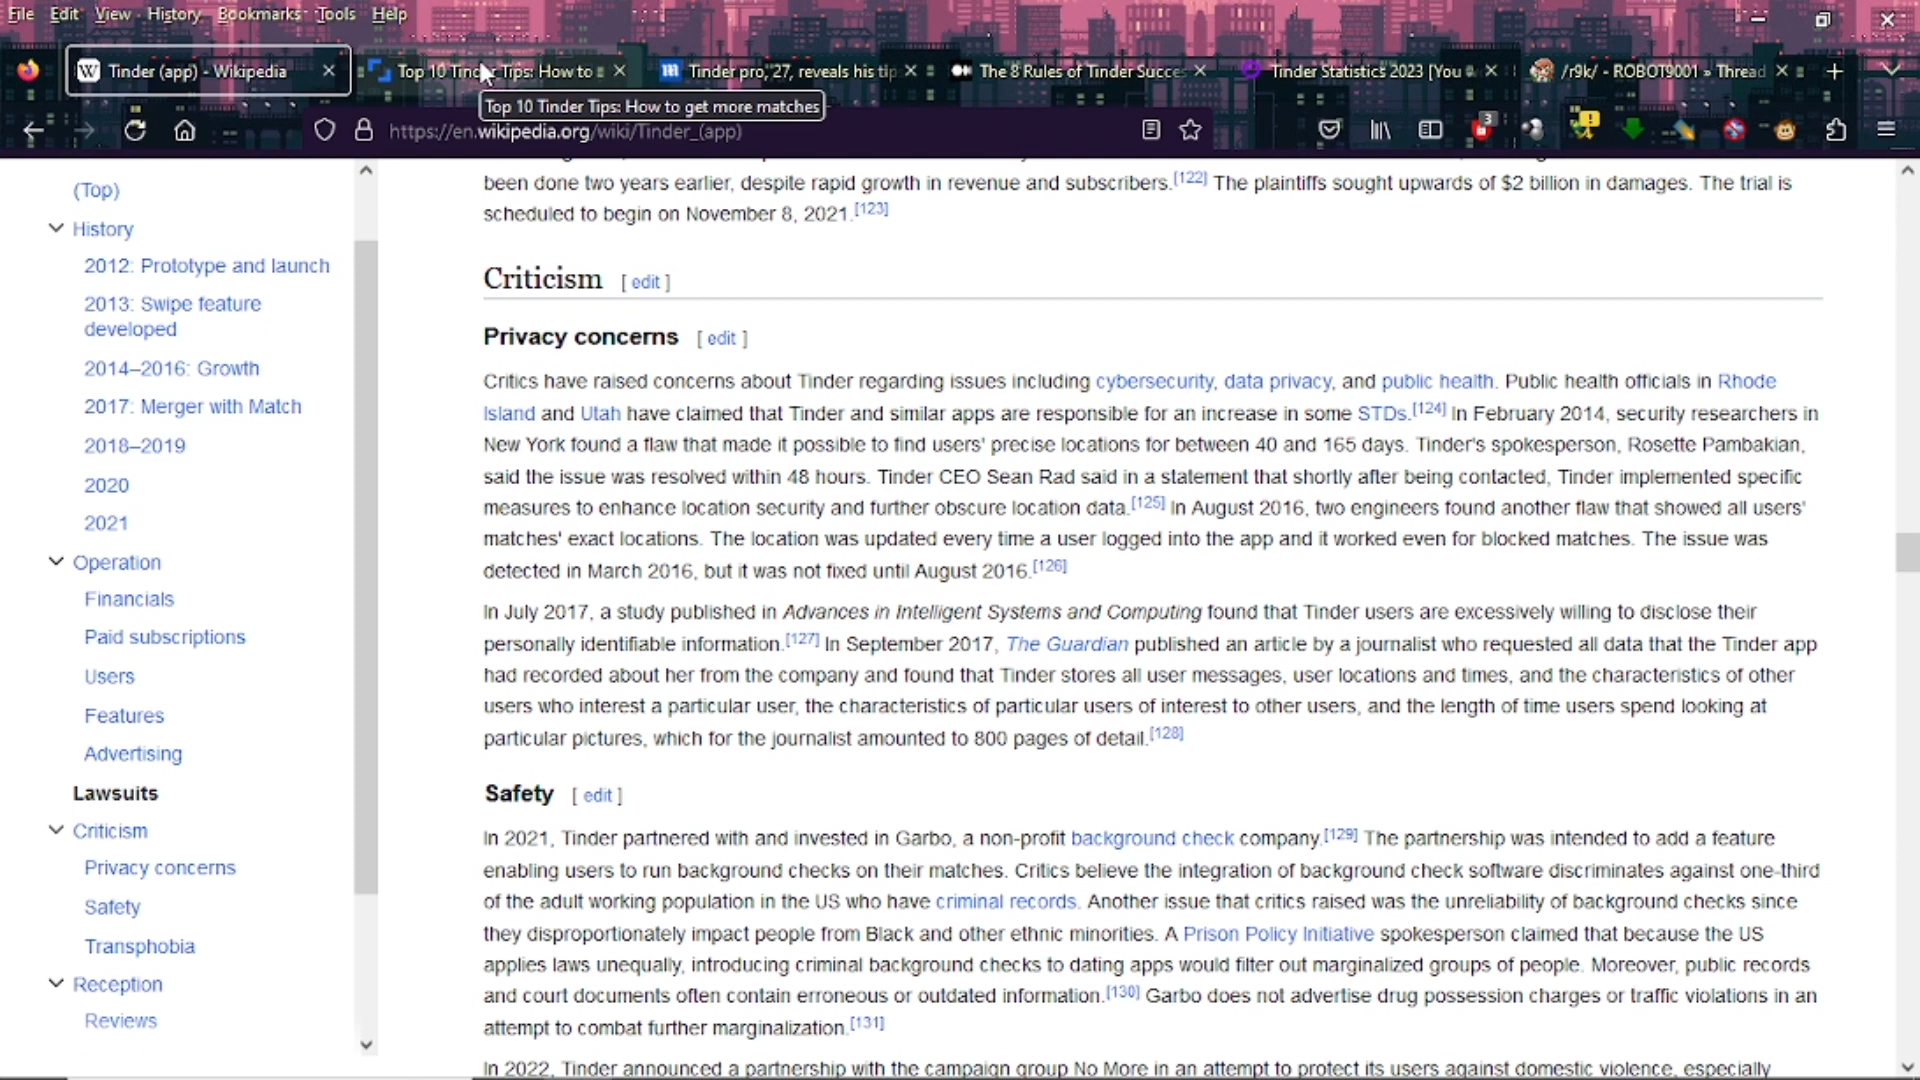 File Edit View History Bookmarks Tools Help
Tinder (app) - Wikipedia
Top 10 Tinder Tips: How to
Tinder pro, 27, reveals his tip
The 8 Rules of Tinder Succes
Tinder Statistics 2023 [You
/r9k/ - ROBOT9001 » Thread
Top 10 Tinder Tips: How to get more matches
https://en.wikipedia.org/wiki/Tinder_(app)
3
(Top)
History
2012: Prototype and launch
2013: Swipe feature
developed
2014–2016: Growth
2017: Merger with Match
2018–2019
2020
2021
Operation
Financials
Paid subscriptions
Users
Features
Advertising
Lawsuits
Criticism
Privacy concerns
Safety
Transphobia
Reception
Reviews
been done two years earlier, despite rapid growth in revenue and subscribers.[122] The plaintiffs sought upwards of $2 billion in damages. The trial is
scheduled to begin on November 8, 2021.[123]
Criticism [ edit ]
Privacy concerns [ edit ]
Critics have raised concerns about Tinder regarding issues including cybersecurity, data privacy, and public health. Public health officials in Rhode
Island and Utah have claimed that Tinder and similar apps are responsible for an increase in some STDs.[124] In February 2014, security researchers in
New York found a flaw that made it possible to find users' precise locations for between 40 and 165 days. Tinder's spokesperson, Rosette Pambakian,
said the issue was resolved within 48 hours. Tinder CEO Sean Rad said in a statement that shortly after being contacted, Tinder implemented specific
measures to enhance location security and further obscure location data.[125] In August 2016, two engineers found another flaw that showed all users'
matches' exact locations. The location was updated every time a user logged into the app and it worked even for blocked matches. The issue was
detected in March 2016, but it was not fixed until August 2016.[126]
In July 2017, a study published in Advances in Intelligent Systems and Computing found that Tinder users are excessively willing to disclose their
personally identifiable information.[127] In September 2017, The Guardian published an article by a journalist who requested all data that the Tinder app
had recorded about her from the company and found that Tinder stores all user messages, user locations and times, and the characteristics of other
users who interest a particular user, the characteristics of particular users of interest to other users, and the length of time users spend looking at
particular pictures, which for the journalist amounted to 800 pages of detail.[128]
Safety [ edit ]
In 2021, Tinder partnered with and invested in Garbo, a non-profit background check company.[129] The partnership was intended to add a feature
enabling users to run background checks on their matches. Critics believe the integration of background check software discriminates against one-third
of the adult working population in the US who have criminal records. Another issue that critics raised was the unreliability of background checks since
they disproportionately impact people from Black and other ethnic minorities. A Prison Policy Initiative spokesperson claimed that because the US
applies laws unequally, introducing criminal background checks to dating apps would filter out marginalized groups of people. Moreover, public records
and court documents often contain erroneous or outdated information.[130] Garbo does not advertise drug possession charges or traffic violations in an
attempt to combat further marginalization.[131]
In 2022, Tinder announced a partnership with the campaign group No More in an attempt to protect its users against domestic violence, especially